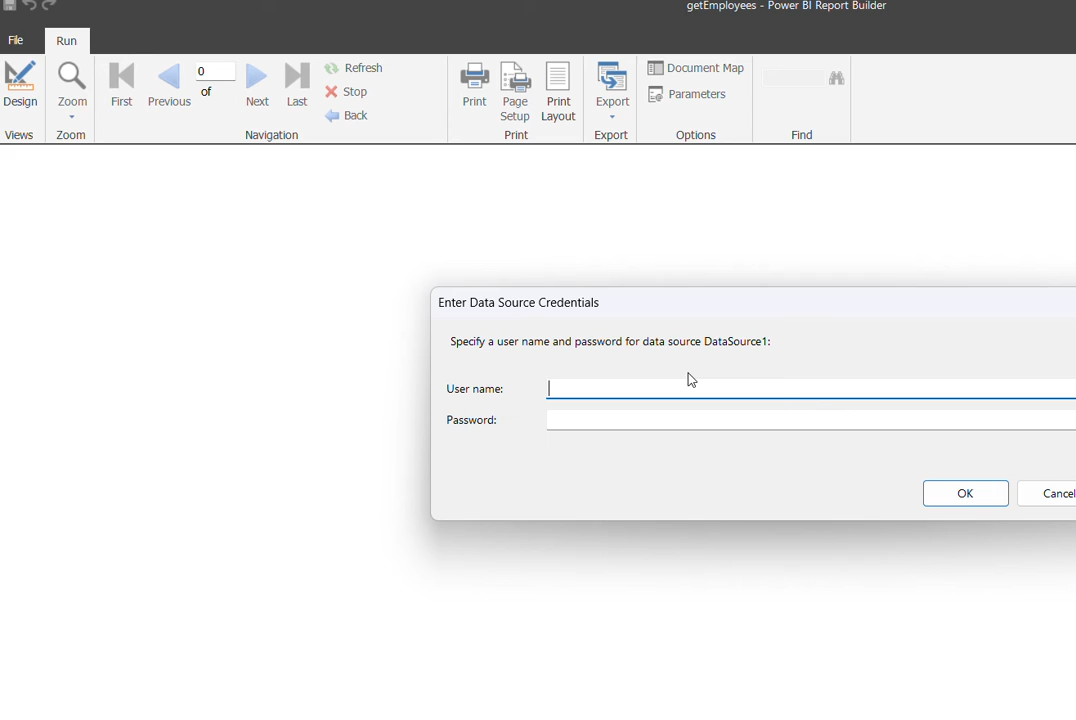 getEmployees - Power BI Report Builder
File
Run
Design
Zoom
First
Previous
0
of
Next
Last
Refresh
Stop
Back
Print
Page
Setup
Print
Layout
Export
Document Map
Parameters
Views
Zoom
Navigation
Print
Export
Options
Find
Enter Data Source Credentials
Specify a user name and password for data source DataSource1:
User name:
Password:
OK
Cancel